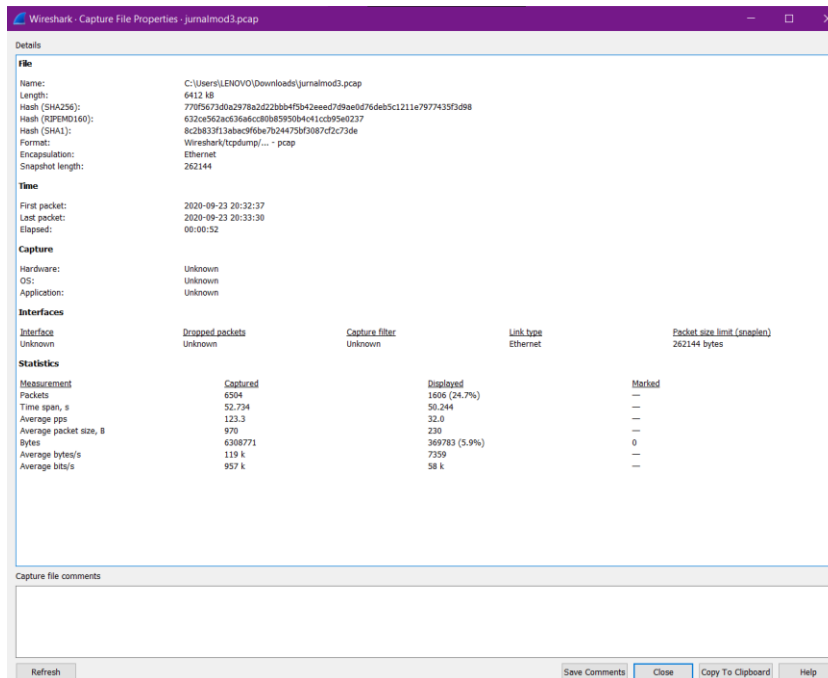 Wireshark · Capture File Properties · jurnalmod3.pcap
Details
File
Name: C:\Users\LENOVO\Downloads\jurnalmod3.pcap
Length: 6412 kB
Hash (SHA256): 770f5673d0a2978a2d22bbb4f5b42eeed7d9ae0d76deb5c1211e7977435f3d98
Hash (RIPEMD160): 632ce562ac636a6cc80b85950b4c41ccb95e0237
Hash (SHA1): 8c2b833f13abac9f6be7b24475bf3087cf2c73de
Format: Wireshark/tcpdump/... - pcap
Encapsulation: Ethernet
Snapshot length: 262144
Time
First packet: 2020-09-23 20:32:37
Last packet: 2020-09-23 20:33:30
Elapsed: 00:00:52
Capture
Hardware: Unknown
OS: Unknown
Application: Unknown
Interfaces
Interface Dropped packets Capture filter Link type Packet size limit (snaplen)
Unknown Unknown Unknown Ethernet 262144 bytes
Statistics
Measurement Captured Displayed Marked
Packets 6504 1606 (24.7%) —
Time span, s 52.734 50.244 —
Average pps 123.3 32.0 —
Average packet size, B 970 230 —
Bytes 6308771 369783 (5.9%) 0
Average bytes/s 119 k 7359 —
Average bits/s 957 k 58 k —
Capture file comments
Refresh Save Comments Close Copy To Clipboard Help